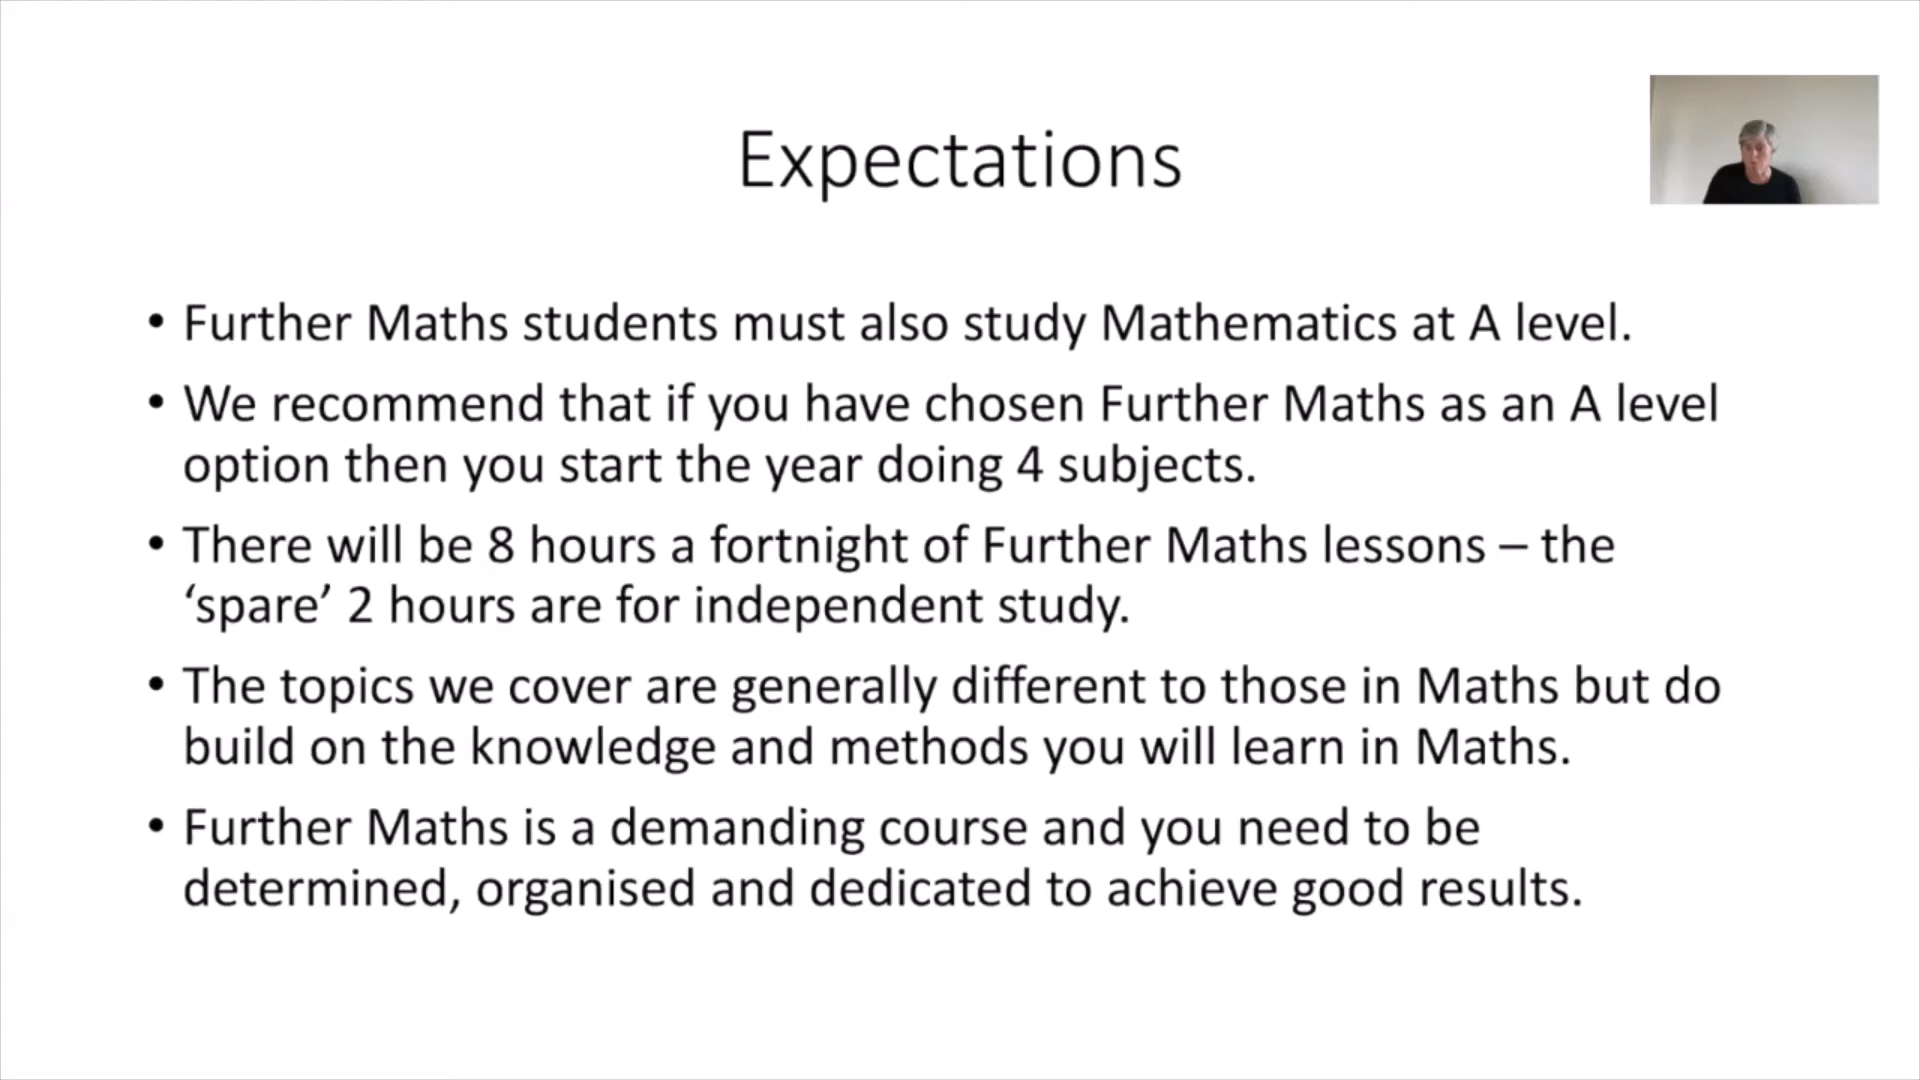 Expectations
• Further Maths students must also study Mathematics at A level.
• We recommend that if you have chosen Further Maths as an A level
option then you start the year doing 4 subjects.
• There will be 8 hours a fortnight of Further Maths lessons – the
‘spare’ 2 hours are for independent study.
• The topics we cover are generally different to those in Maths but do
build on the knowledge and methods you will learn in Maths.
• Further Maths is a demanding course and you need to be
determined, organised and dedicated to achieve good results.